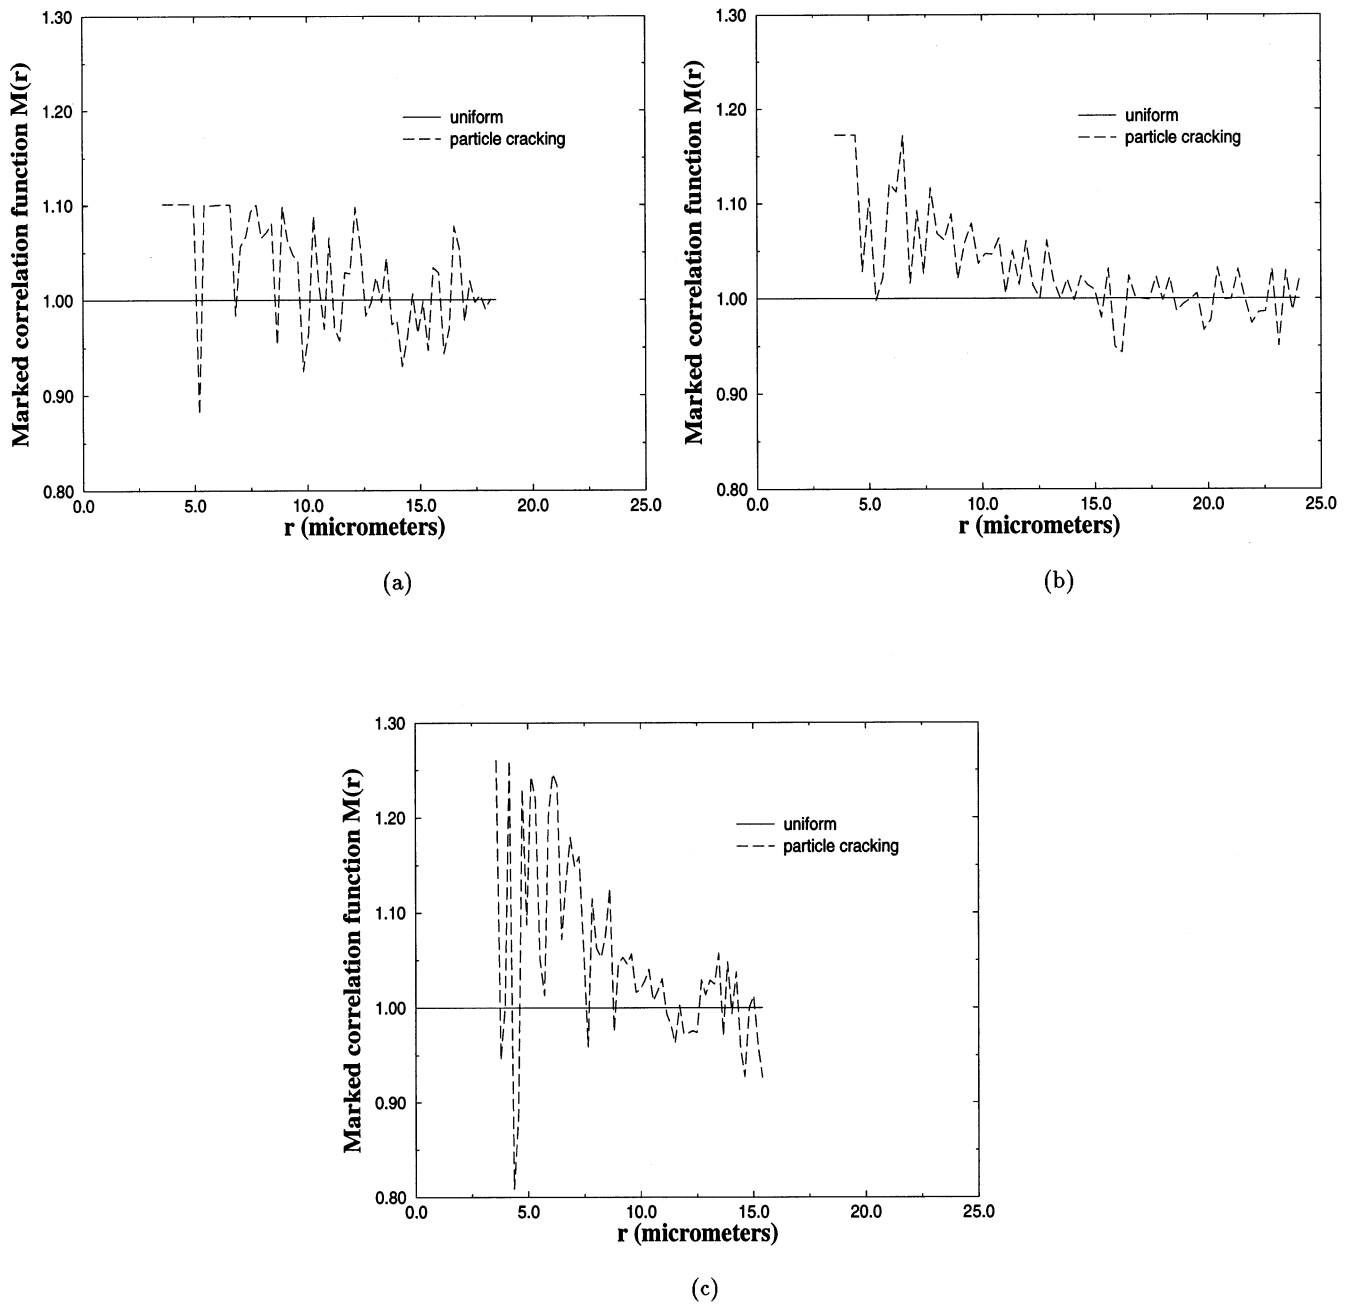 1.30
1.20
1.10
1.00
0.90
0.80
0.0 5.0 10.0 15.0 20.0 25.0
Marked correlation function M(r)
r (micrometers)
uniform
particle cracking
(a)
1.30
1.20
1.10
1.00
0.90
0.80
0.0 5.0 10.0 15.0 20.0 25.0
Marked correlation function M(r)
r (micrometers)
uniform
particle cracking
(b)
1.30
1.20
1.10
1.00
0.90
0.80
0.0 5.0 10.0 15.0 20.0 25.0
Marked correlation function M(r)
r (micrometers)
uniform
particle cracking
(c)